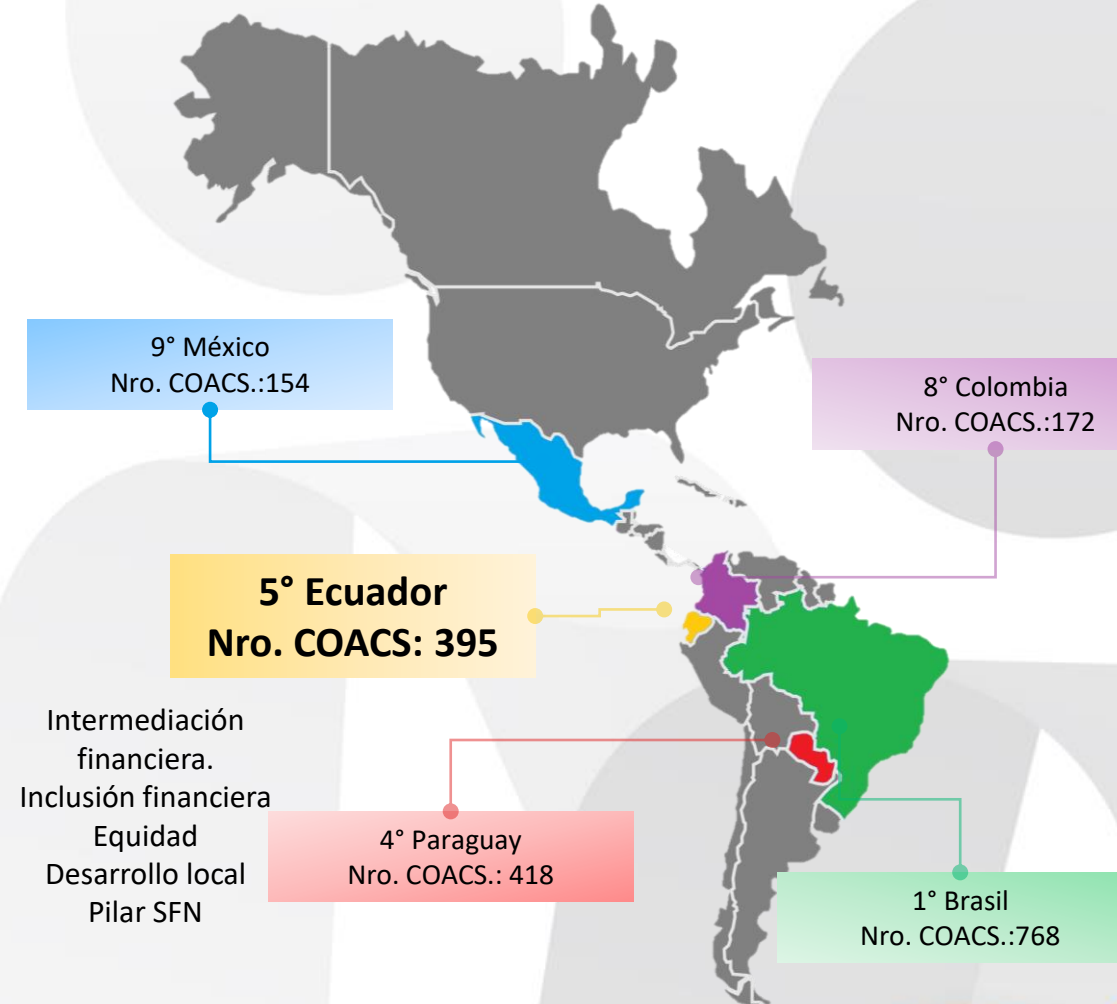 9° México
Nro. COACS.:154
8° Colombia
Nro. COACS.:172
5° Ecuador
Nro. COACS: 395
Intermediación
financiera.
Inclusión financiera
Equidad
Desarrollo local
Pilar SFN
4° Paraguay
Nro. COACS.: 418
1° Brasil
Nro. COACS.:768